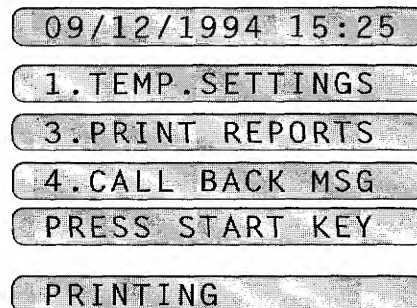 09/12/1994 15:25
1.TEMP.SETTINGS
3.PRINT REPORTS
4.CALL BACK MSG
PRESS START KEY
PRINTING